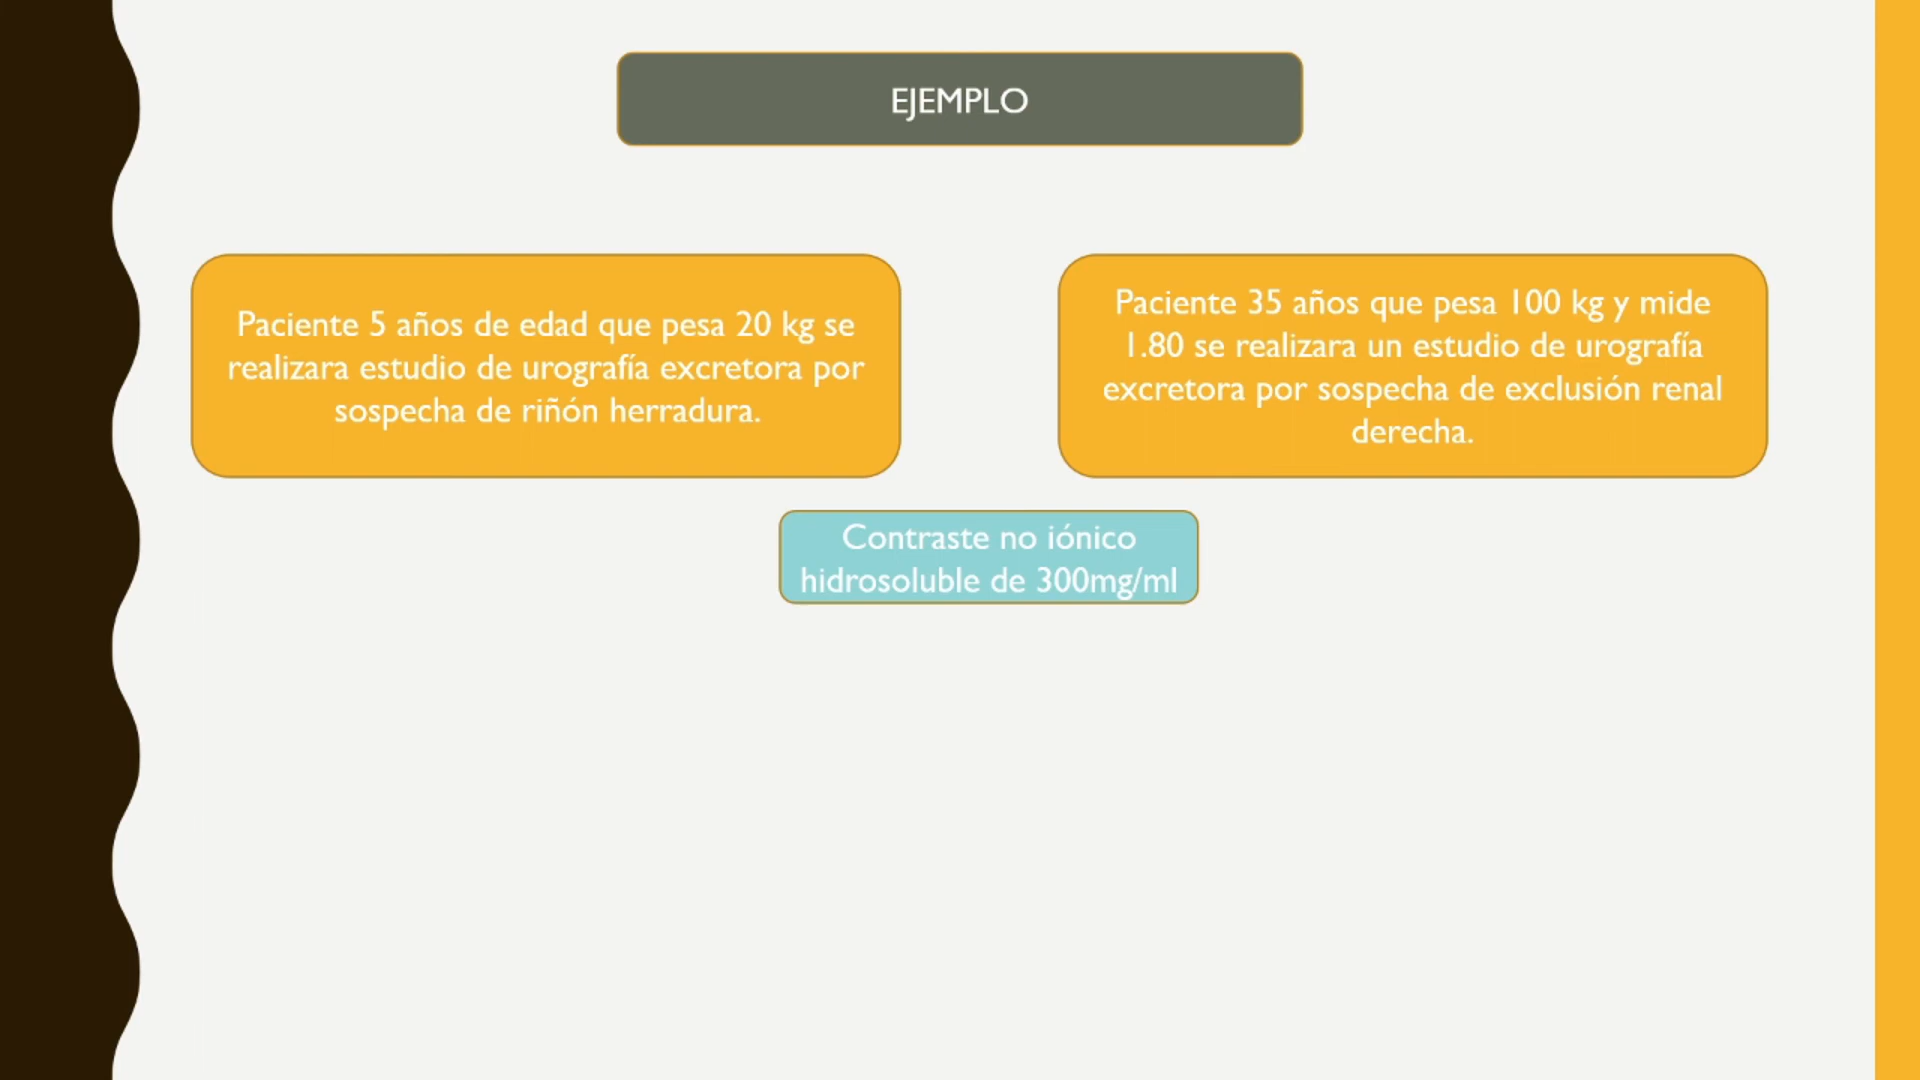 EJEMPLO
Paciente 5 años de edad que pesa 20 kg se
realizara estudio de urografía excretora por
sospecha de riñón herradura.
Paciente 35 años que pesa 100 kg y mide
1.80 se realizara un estudio de urografía
excretora por sospecha de exclusión renal
derecha.
Contraste no iónico
hidrosoluble de 300mg/ml